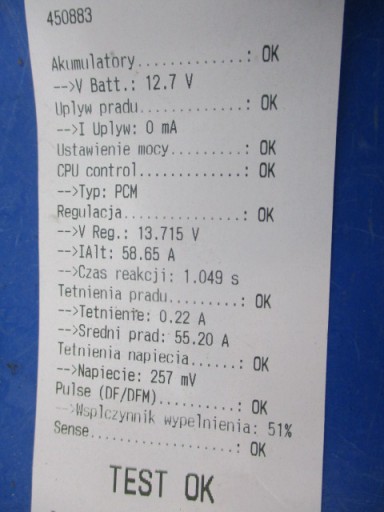 450883
Akumulatory..............: OK
-->V Batt.: 12.7 V
Uplyw pradu..............: OK
-->I Uplyw: 0 mA
Ustawienie mocy..........: OK
CPU control..............: OK
-->Typ: PCM
Regulacja................: OK
-->V Reg.: 13.715 V
-->IAlt: 58.65 A
-->Czas reakcji: 1.049 s
Tetnienia pradu..........: OK
-->Tetnienie: 0.22 A
-->Sredni prad: 55.20 A
Tetnienia napiecia.......: OK
-->Napiecie: 257 mV
Pulse (DF/DFM)...........: OK
-->Wsplczynnik wypelnienia: 51%
Sense....................: OK
TEST OK